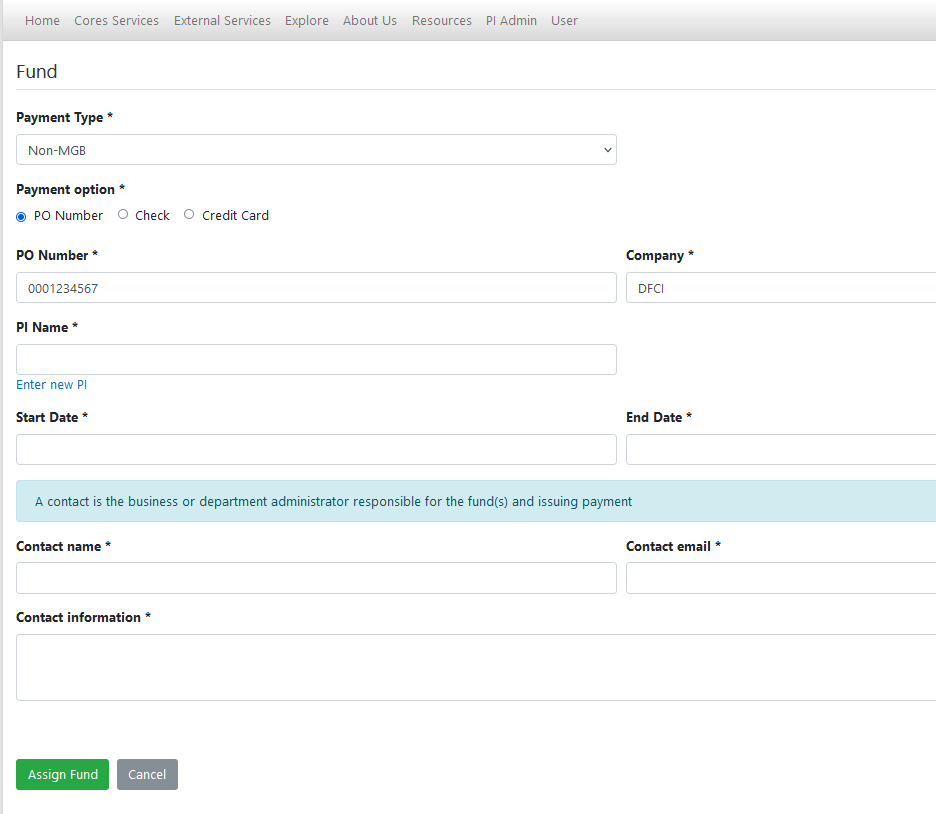 Home Cores Services External Services Explore About Us Resources PI Admin User
Fund
Payment Type *
Non-MGB
Payment option *
PO Number Check Credit Card
PO Number * Company *
0001234567 DFCI
PI Name *
Enter new PI
Start Date * End Date *
A contact is the business or department administrator responsible for the fund(s) and issuing payment
Contact name * Contact email *
Contact information *
Assign Fund Cancel